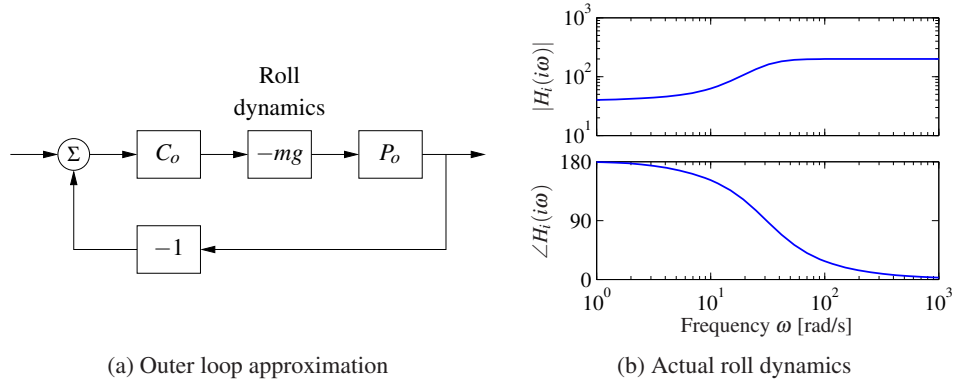 Roll
dynamics
Σ
C_o
−mg
P_o
−1
(a) Outer loop approximation
|H_i(iω)|
10^3
10^2
10^1
∠H_i(iω)
180
90
0
10^0 10^1 10^2 10^3
Frequency ω [rad/s]
(b) Actual roll dynamics